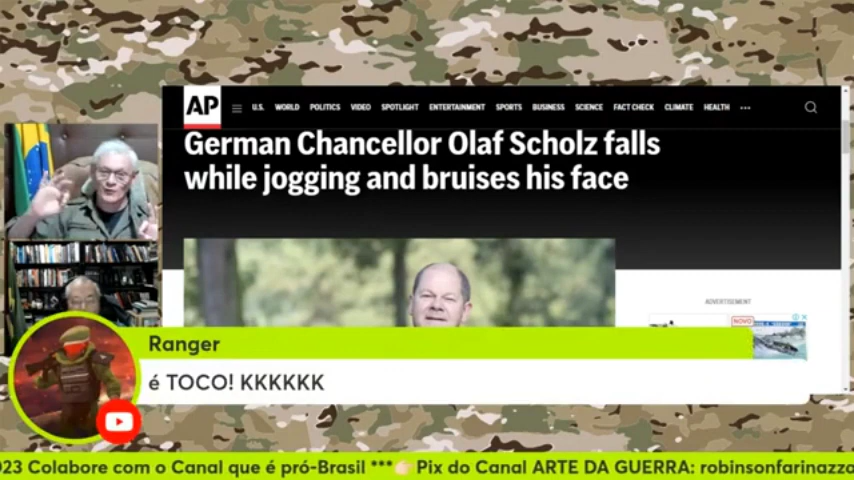 AP
U.S. WORLD POLITICS VIDEO SPOTLIGHT ENTERTAINMENT SPORTS BUSINESS SCIENCE FACT CHECK CLIMATE HEALTH ...
German Chancellor Olaf Scholz falls
while jogging and bruises his face
ADVERTISEMENT
NOVO
Ranger
é TOCO! KKKKKK
023 Colabore com o Canal que é pró-Brasil *** 👉🏻 Pix do Canal ARTE DA GUERRA: robinsonfarinazzo